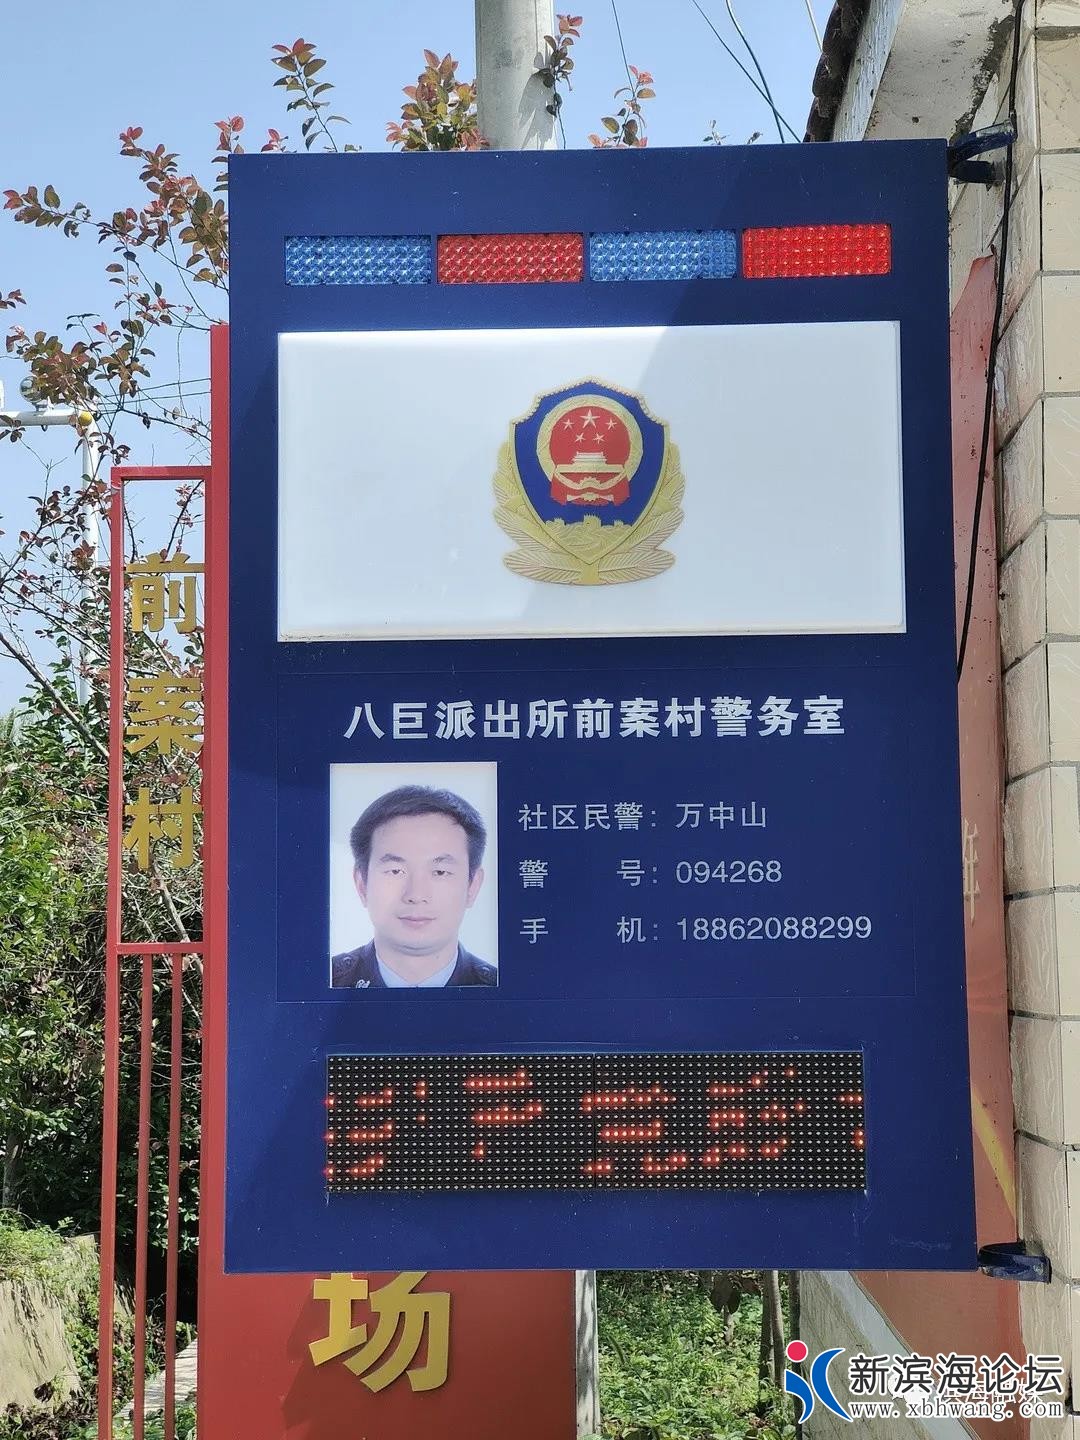 前案村
八巨派出所前案村警务室
社区民警：万中山
警 号：094268
手 机：18862088299
场
新滨海论坛
www.xbhwang.com